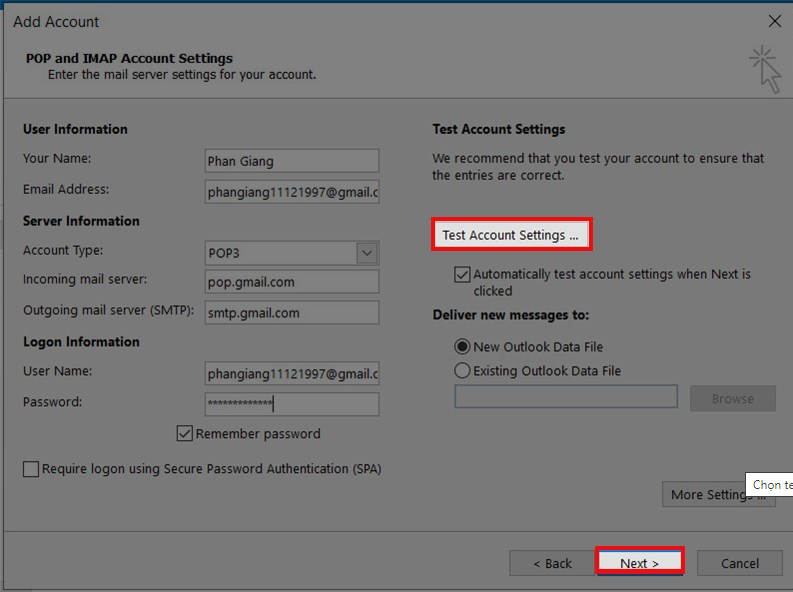 Add Account
POP and IMAP Account Settings
Enter the mail server settings for your account.
User Information
Your Name: Phan Giang
Email Address: phangiang11121997@gmail.c
Server Information
Account Type: POP3
Incoming mail server: pop.gmail.com
Outgoing mail server (SMTP): smtp.gmail.com
Logon Information
User Name: phangiang11121997@gmail.c
Password: *************
Remember password
Require logon using Secure Password Authentication (SPA)
Test Account Settings
We recommend that you test your account to ensure that
the entries are correct.
Test Account Settings ...
Automatically test account settings when Next is
clicked
Deliver new messages to:
New Outlook Data File
Existing Outlook Data File
Browse
More Settings ...
Chọn te
< Back Next > Cancel